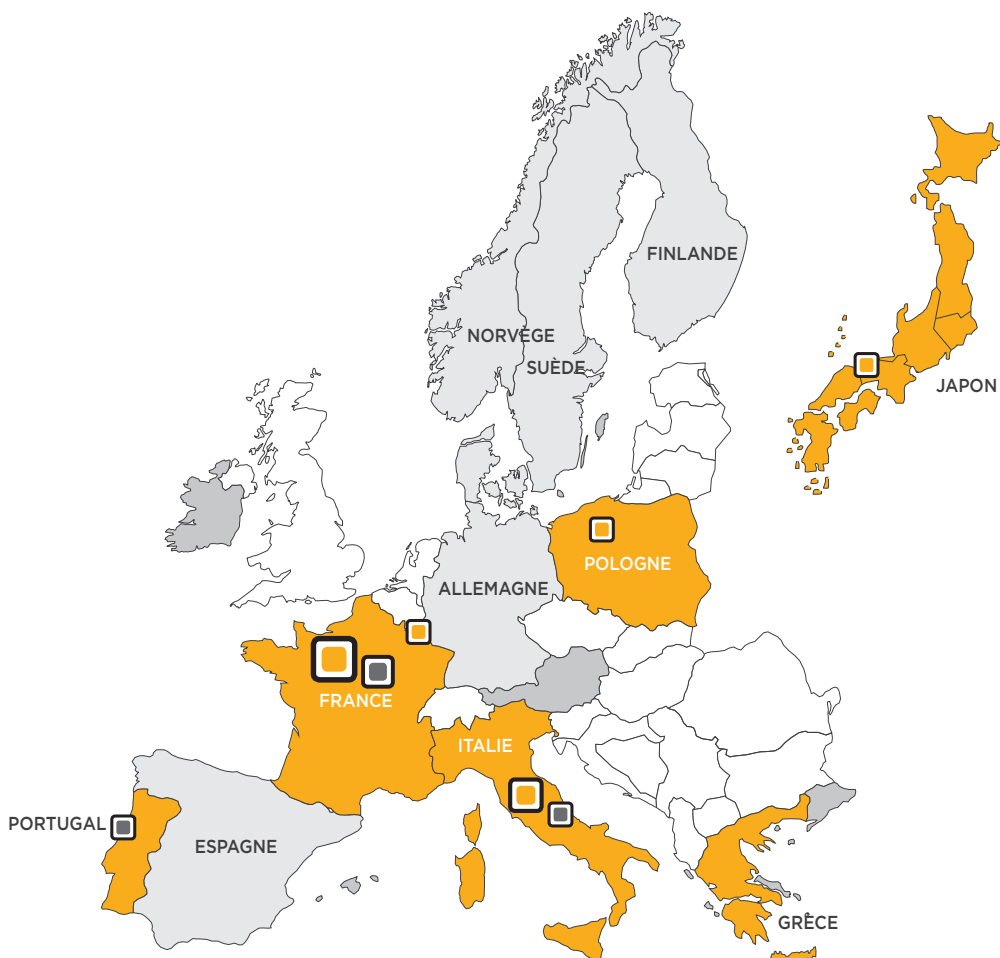 FINLANDE
NORVÈGE
SUÈDE
JAPON
POLOGNE
ALLEMAGNE
FRANCE
ITALIE
PORTUGAL
ESPAGNE
GRÈCE